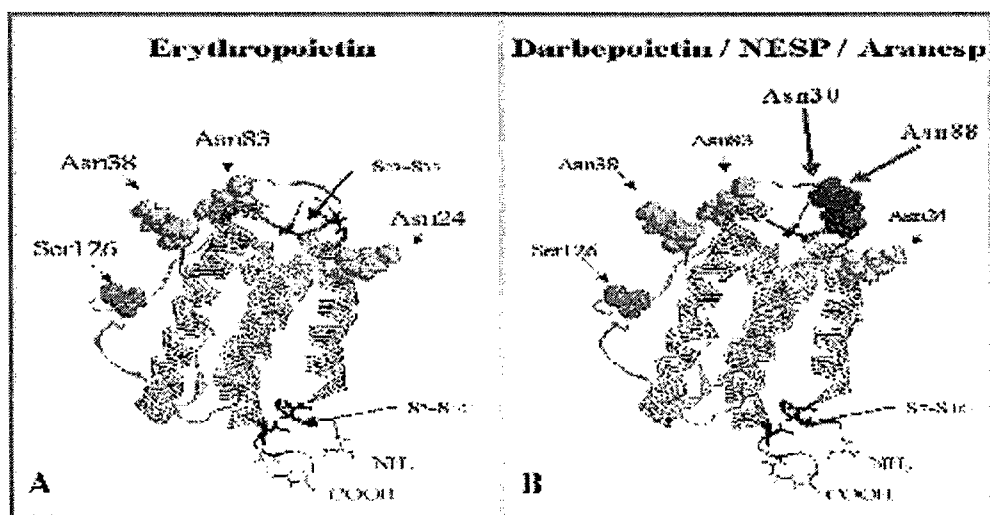 Erythropoietin
Asn83
Asn38
Asn24
Ser126
NH₂
COOH
A
Darbepoietin / NESP / Aranesp
Asn30
Asn88
Asn83
Asn38
Asn24
Ser126
NH₂
COOH
B